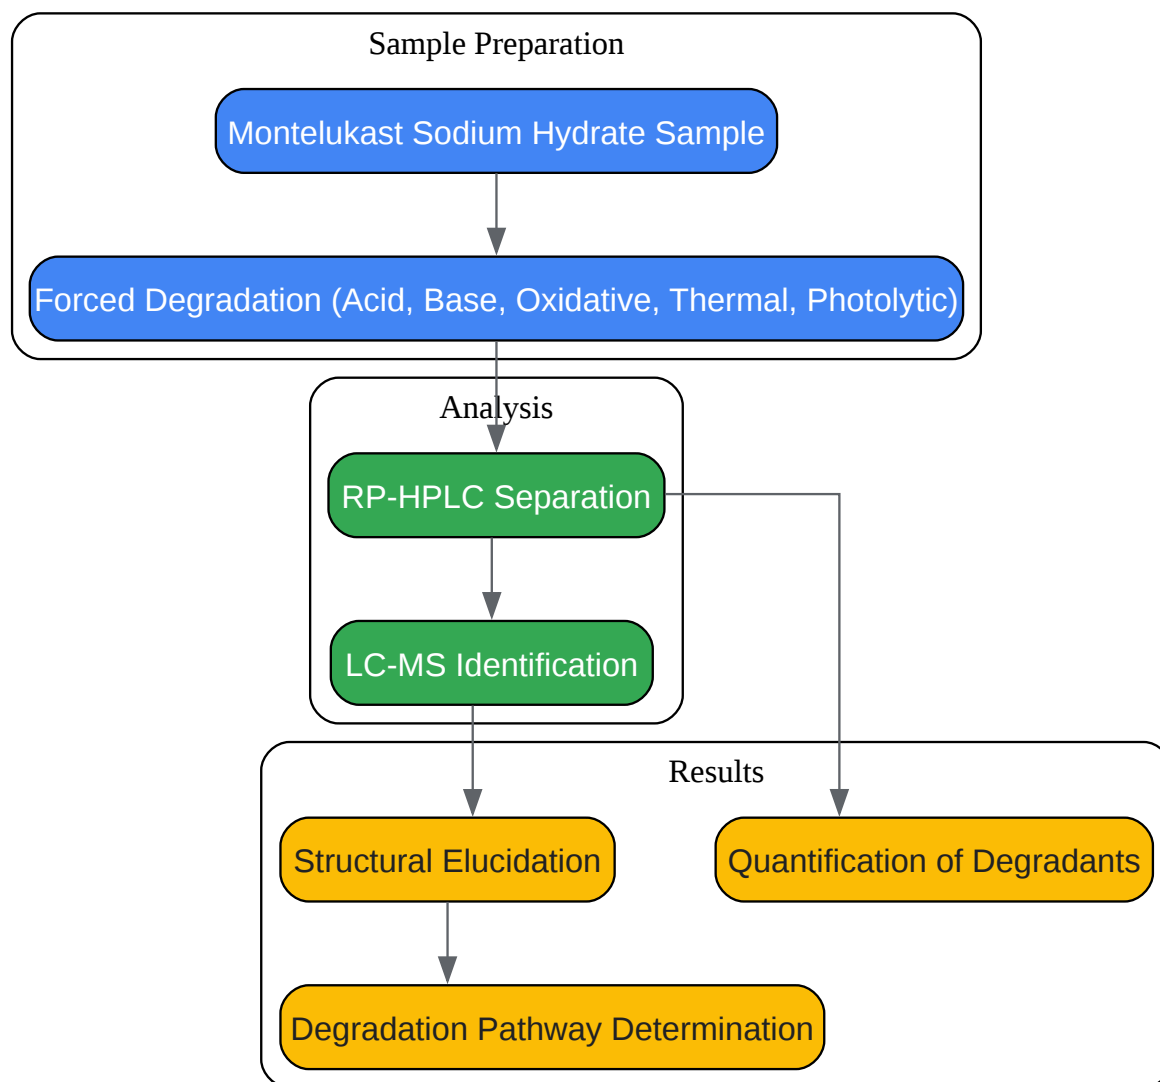 Sample Preparation
Montelukast Sodium Hydrate Sample
Forced Degradation (Acid, Base, Oxidative, Thermal, Photolytic)
Analysis
RP-HPLC Separation
LC-MS Identification
Results
Structural Elucidation
Quantification of Degradants
Degradation Pathway Determination